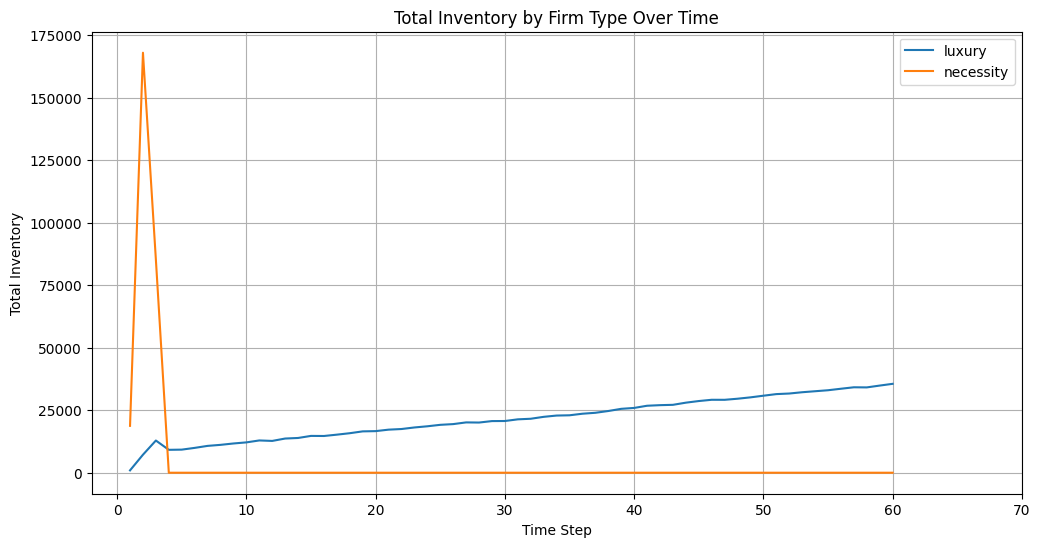 Total Inventory by Firm Type Over Time
luxury
necessity
Total Inventory
175000
150000
125000
100000
75000
50000
25000
0
0 10 20 30 40 50 60 70
Time Step